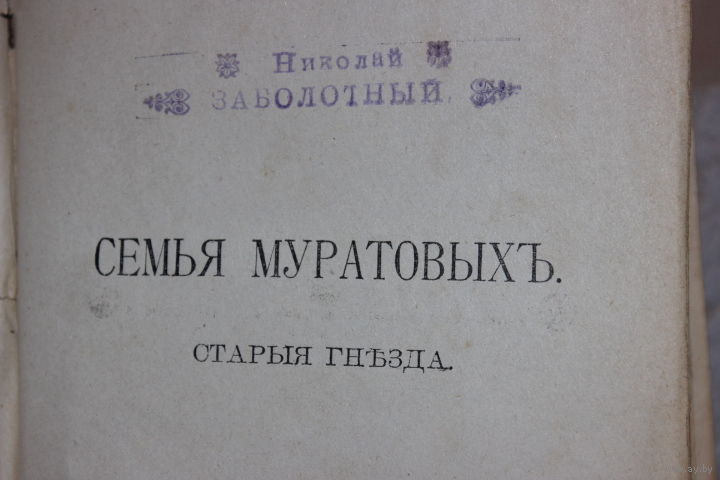 Николай
ЗАБОЛОТНЫЙ
СЕМЬЯ МУРАТОВЫХЪ.
СТАРЫЯ ГНѢЗДА.